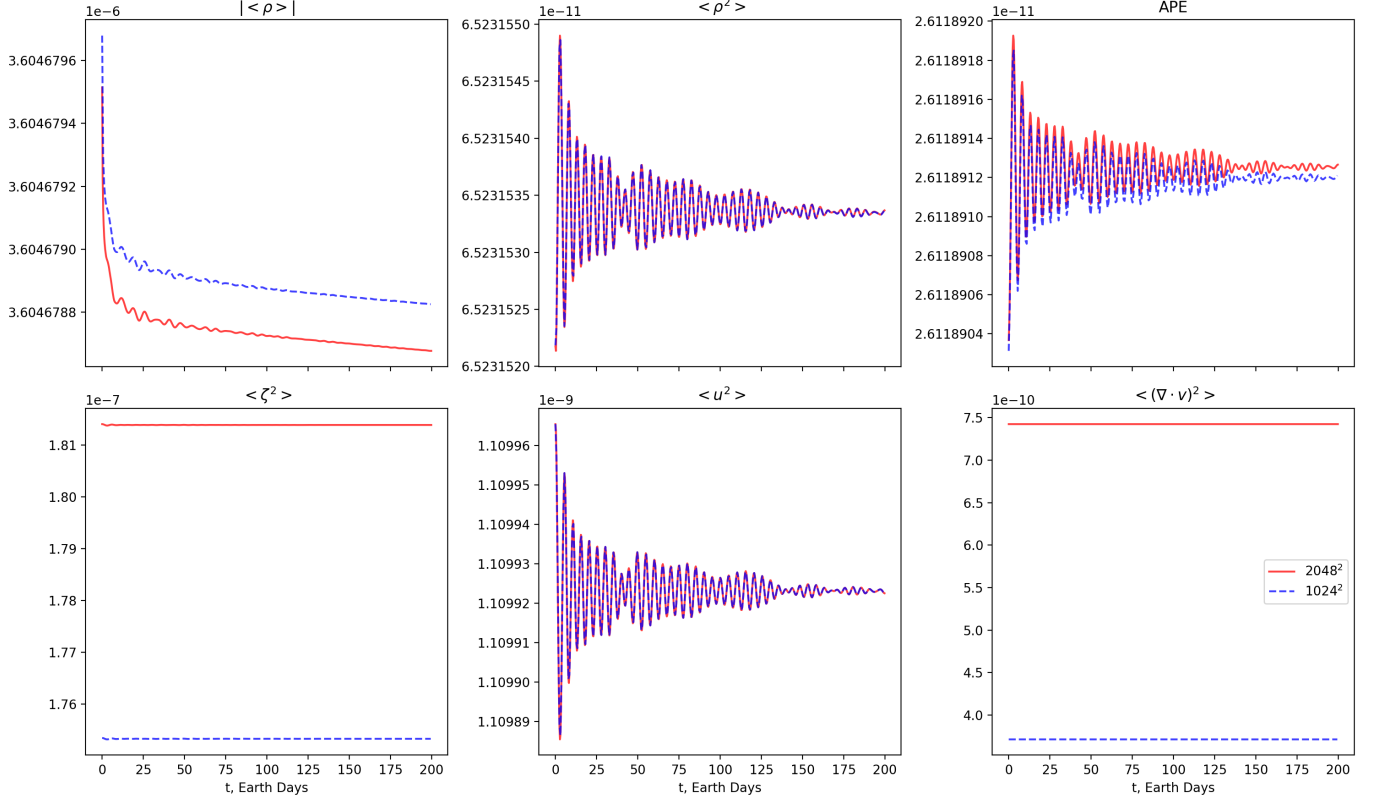 |< ρ >|
1e−6
3.6046796
3.6046794
3.6046792
3.6046790
3.6046788
< ρ² >
1e−11
6.5231550
6.5231545
6.5231540
6.5231535
6.5231530
6.5231525
6.5231520
APE
1e−11
2.6118920
2.6118918
2.6118916
2.6118914
2.6118912
2.6118910
2.6118908
2.6118906
2.6118904
< ζ² >
1e−7
1.81
1.80
1.79
1.78
1.77
1.76
0 25 50 75 100 125 150 175 200
t, Earth Days
< u² >
1e−9
1.10996
1.10995
1.10994
1.10993
1.10992
1.10991
1.10990
1.10989
0 25 50 75 100 125 150 175 200
t, Earth Days
< (∇ · v)² >
1e−10
7.5
7.0
6.5
6.0
5.5
5.0
4.5
4.0
2048²
1024²
0 25 50 75 100 125 150 175 200
t, Earth Days